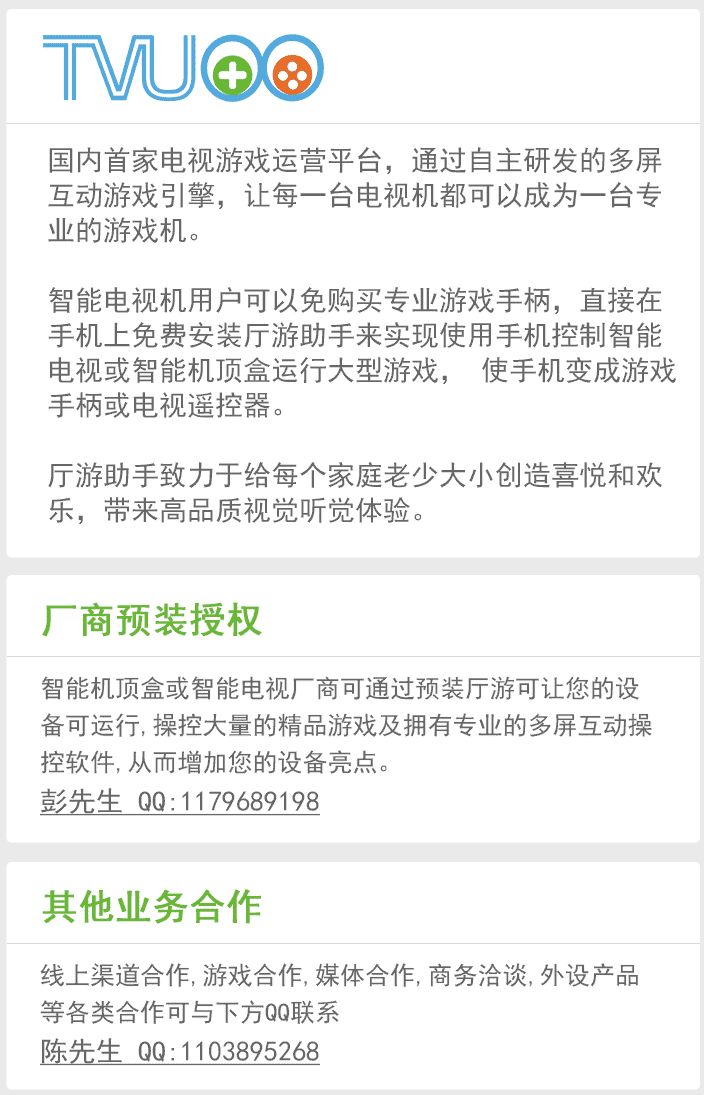 TVUOO
国内首家电视游戏运营平台，通过自主研发的多屏
互动游戏引擎，让每一台电视机都可以成为一台专
业的游戏机。
智能电视机用户可以免购买专业游戏手柄，直接在
手机上免费安装厅游助手来实现使用手机控制智能
电视或智能机顶盒运行大型游戏， 使手机变成游戏
手柄或电视遥控器。
厅游助手致力于给每个家庭老少大小创造喜悦和欢
乐，带来高品质视觉听觉体验。
厂商预装授权
智能机顶盒或智能电视厂商可通过预装厅游可让您的设
备可运行,操控大量的精品游戏及拥有专业的多屏互动操
控软件,从而增加您的设备亮点。
彭先生 QQ:1179689198
其他业务合作
线上渠道合作,游戏合作,媒体合作,商务洽谈,外设产品
等各类合作可与下方QQ联系
陈先生 QQ:1103895268